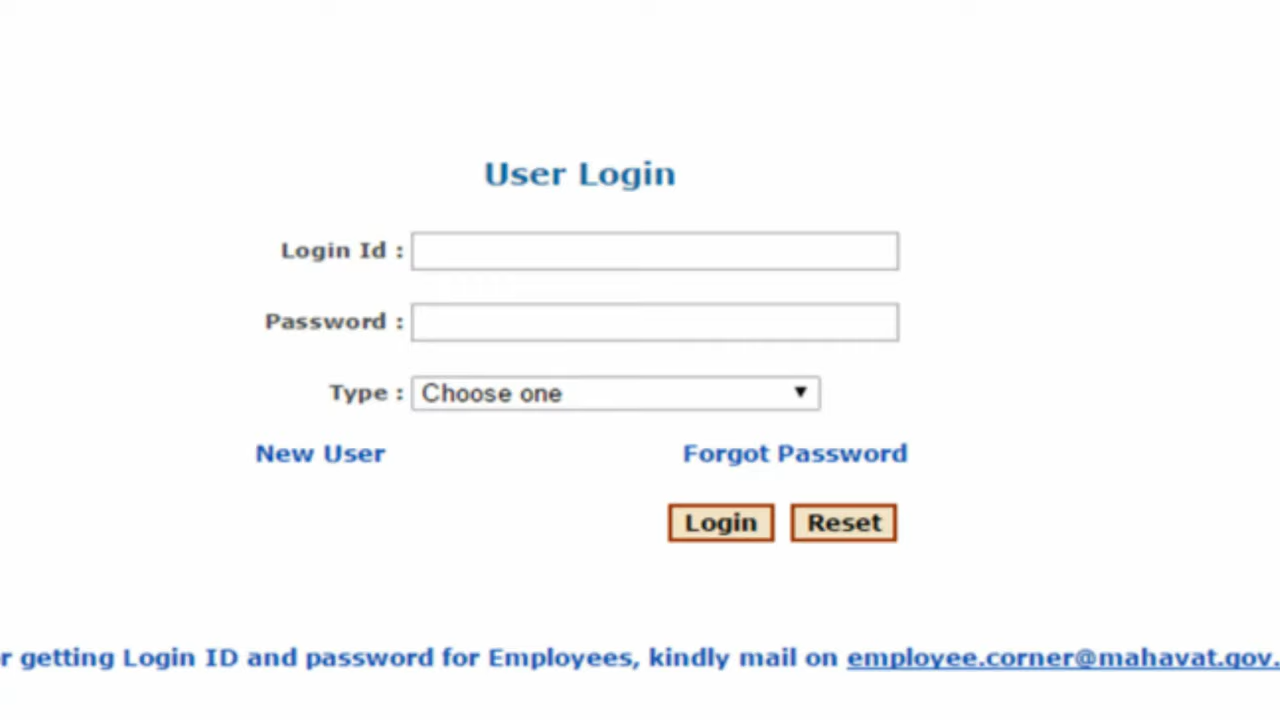 User Login
Login Id :
Password :
Type : Choose one
New User Forgot Password
Login Reset
r getting Login ID and password for Employees, kindly mail on employee.corner@mahavat.gov.